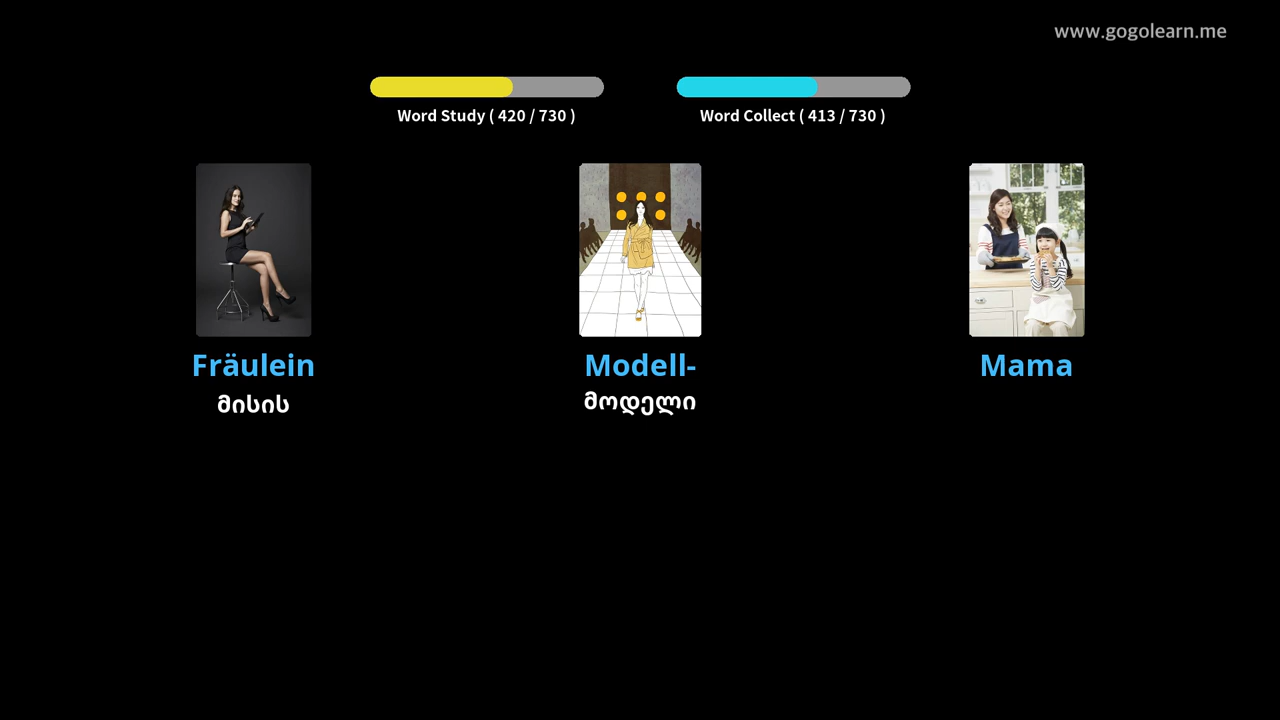 www.gogolearn.me
Word Study ( 420 / 730 )
Word Collect ( 413 / 730 )
Fräulein
მისის
Modell-
მოდელი
Mama